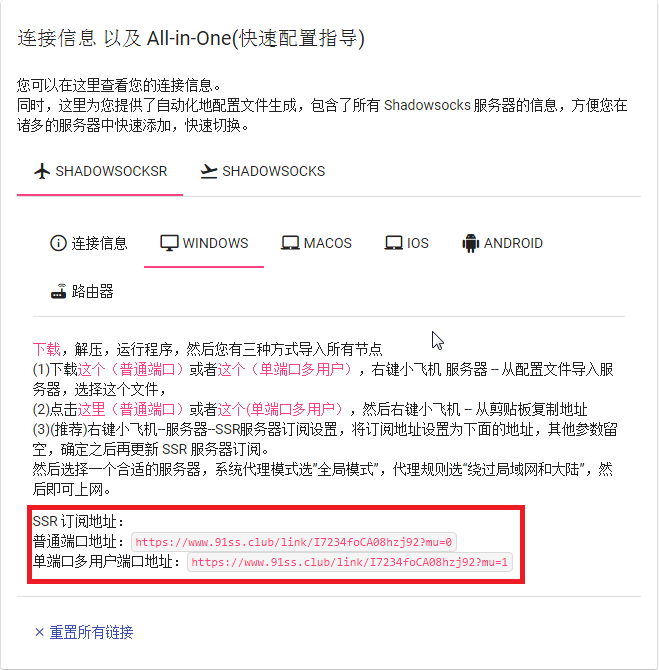 连接信息 以及 All-in-One(快速配置指导)
您可以在这里查看您的连接信息。
同时，这里为您提供了自动化地配置文件生成，包含了所有 Shadowsocks 服务器的信息，方便您在
诸多的服务器中快速添加，快速切换。
SHADOWSOCKSR SHADOWSOCKS
连接信息 WINDOWS MACOS IOS ANDROID
路由器
下载，解压，运行程序，然后您有三种方式导入所有节点
(1)下载这个（普通端口）或者这个（单端口多用户），右键小飞机 服务器 -- 从配置文件导入服
务器，选择这个文件，
(2)点击这里（普通端口）或者这个(单端口多用户），然后右键小飞机 -- 从剪贴板复制地址
(3)(推荐)右键小飞机--服务器--SSR服务器订阅设置，将订阅地址设置为下面的地址，其他参数留
空，确定之后再更新 SSR 服务器订阅。
然后选择一个合适的服务器，系统代理模式选"全局模式"，代理规则选“绕过局域网和大陆”，然
后即可上网。
SSR 订阅地址：
普通端口地址：https://www.91ss.club/link/I7234foCA08hzj92?mu=0
单端口多用户端口地址：https://www.91ss.club/link/I7234foCA08hzj92?mu=1
× 重置所有链接